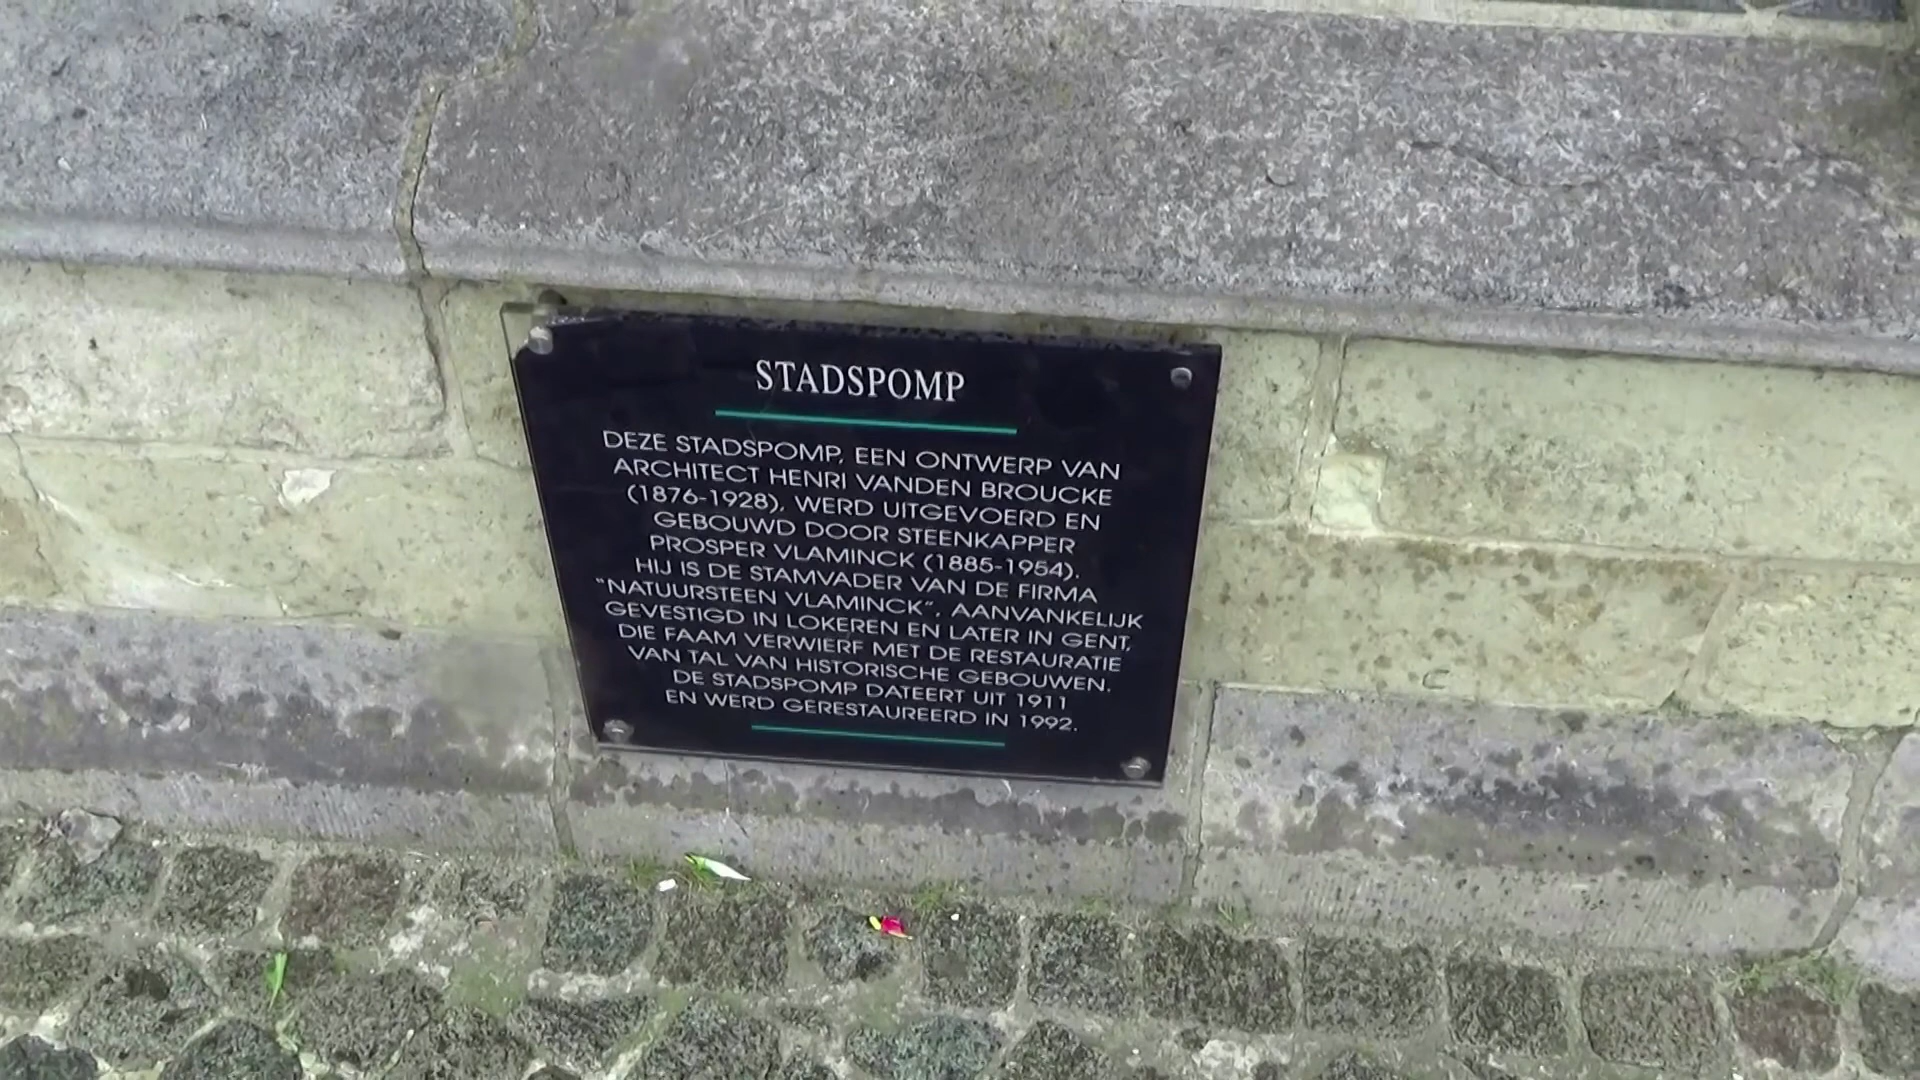 STADSPOMP
DEZE STADSPOMP, EEN ONTWERP VAN
ARCHITECT HENRI VANDEN BROUCKE
(1876-1928), WERD UITGEVOERD EN
GEBOUWD DOOR STEENKAPPER
PROSPER VLAMINCK (1885-1954).
HIJ IS DE STAMVADER VAN DE FIRMA
"NATUURSTEEN VLAMINCK", AANVANKELIJK
GEVESTIGD IN LOKEREN EN LATER IN GENT,
DIE FAAM VERWIERF MET DE RESTAURATIE
VAN TAL VAN HISTORISCHE GEBOUWEN.
DE STADSPOMP DATEERT UIT 1911
EN WERD GERESTAUREERD IN 1992.